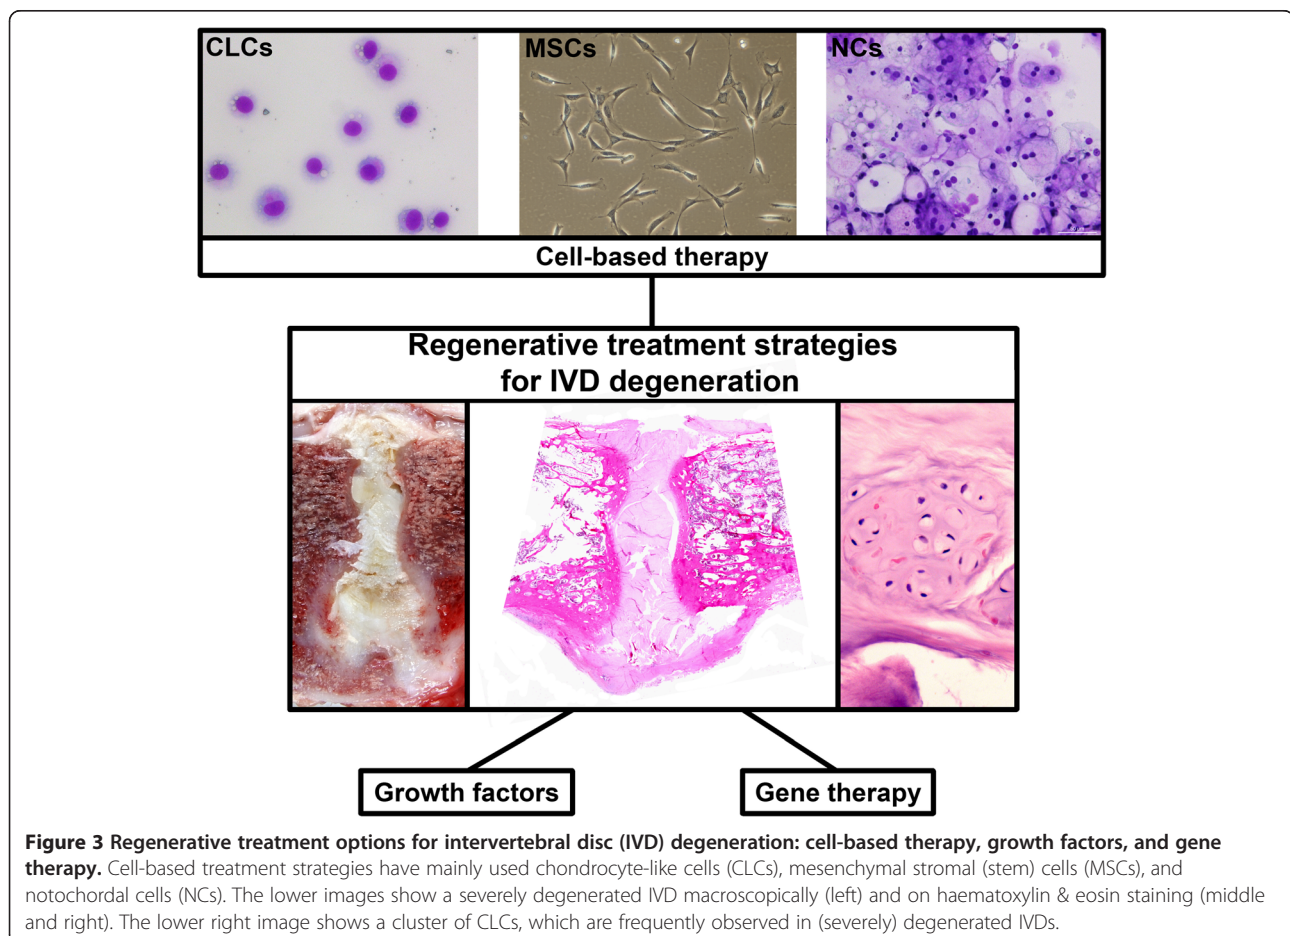 CLCs
MSCs
NCs
Cell-based therapy
Regenerative treatment strategies
for IVD degeneration
Growth factors
Gene therapy
Figure 3 Regenerative treatment options for intervertebral disc (IVD) degeneration: cell-based therapy, growth factors, and gene
therapy. Cell-based treatment strategies have mainly used chondrocyte-like cells (CLCs), mesenchymal stromal (stem) cells (MSCs), and
notochordal cells (NCs). The lower images show a severely degenerated IVD macroscopically (left) and on haematoxylin & eosin staining (middle
and right). The lower right image shows a cluster of CLCs, which are frequently observed in (severely) degenerated IVDs.